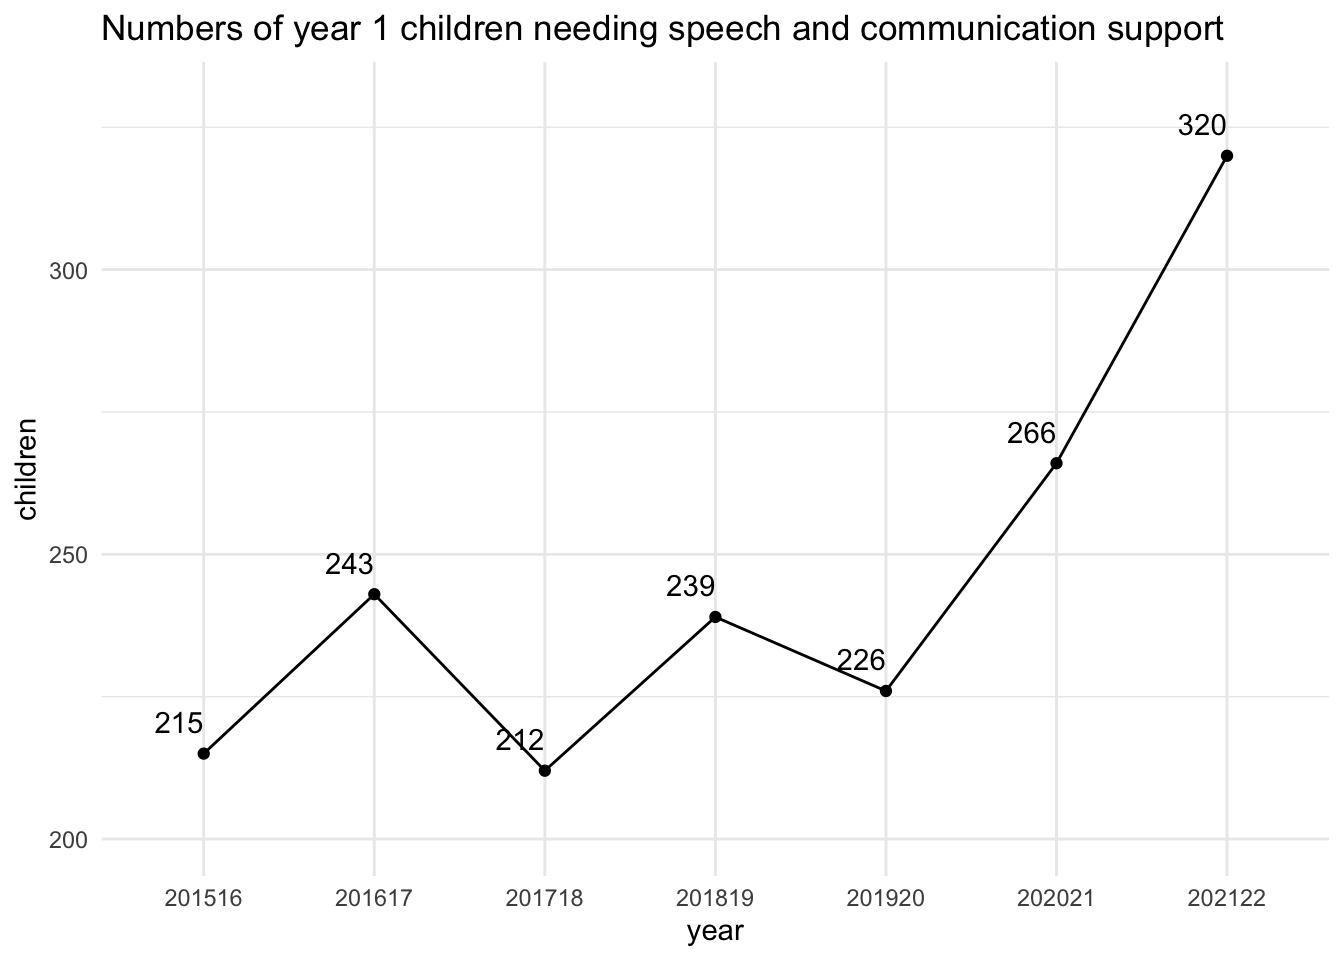 Numbers of year 1 children needing speech and communication support
320
300
266
children
250
243
239
226
215
212
200
201516 201617 201718 201819 201920 202021 202122
year